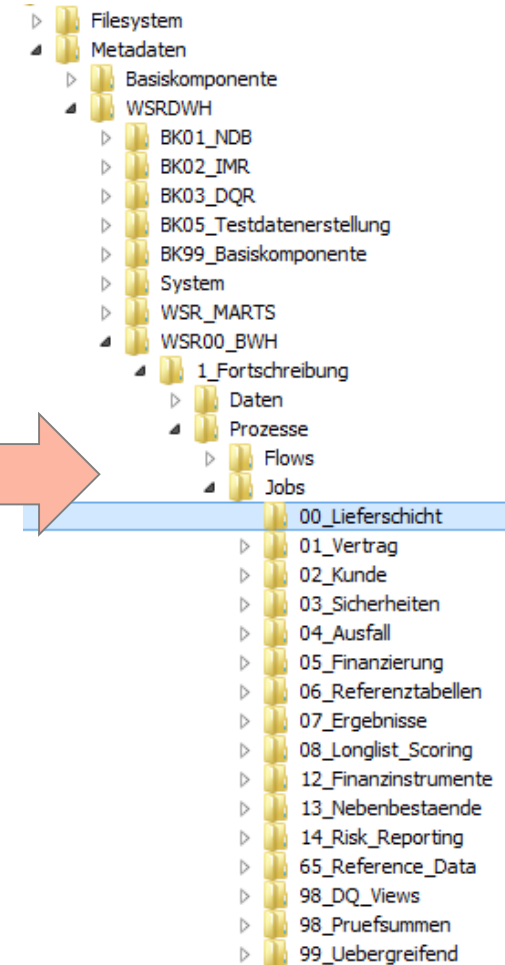 Filesystem
Metadaten
Basiskomponente
WSRDWH
BK01_NDB
BK02_IMR
BK03_DQR
BK05_Testdatenerstellung
BK99_Basiskomponente
System
WSR_MARTS
WSR00_BWH
1_Fortschreibung
Daten
Prozesse
Flows
Jobs
00_Lieferschicht
01_Vertrag
02_Kunde
03_Sicherheiten
04_Ausfall
05_Finanzierung
06_Referenztabellen
07_Ergebnisse
08_Longlist_Scoring
12_Finanzinstrumente
13_Nebenbestaende
14_Risk_Reporting
65_Reference_Data
98_DQ_Views
98_Pruefsummen
99_Uebergreifend